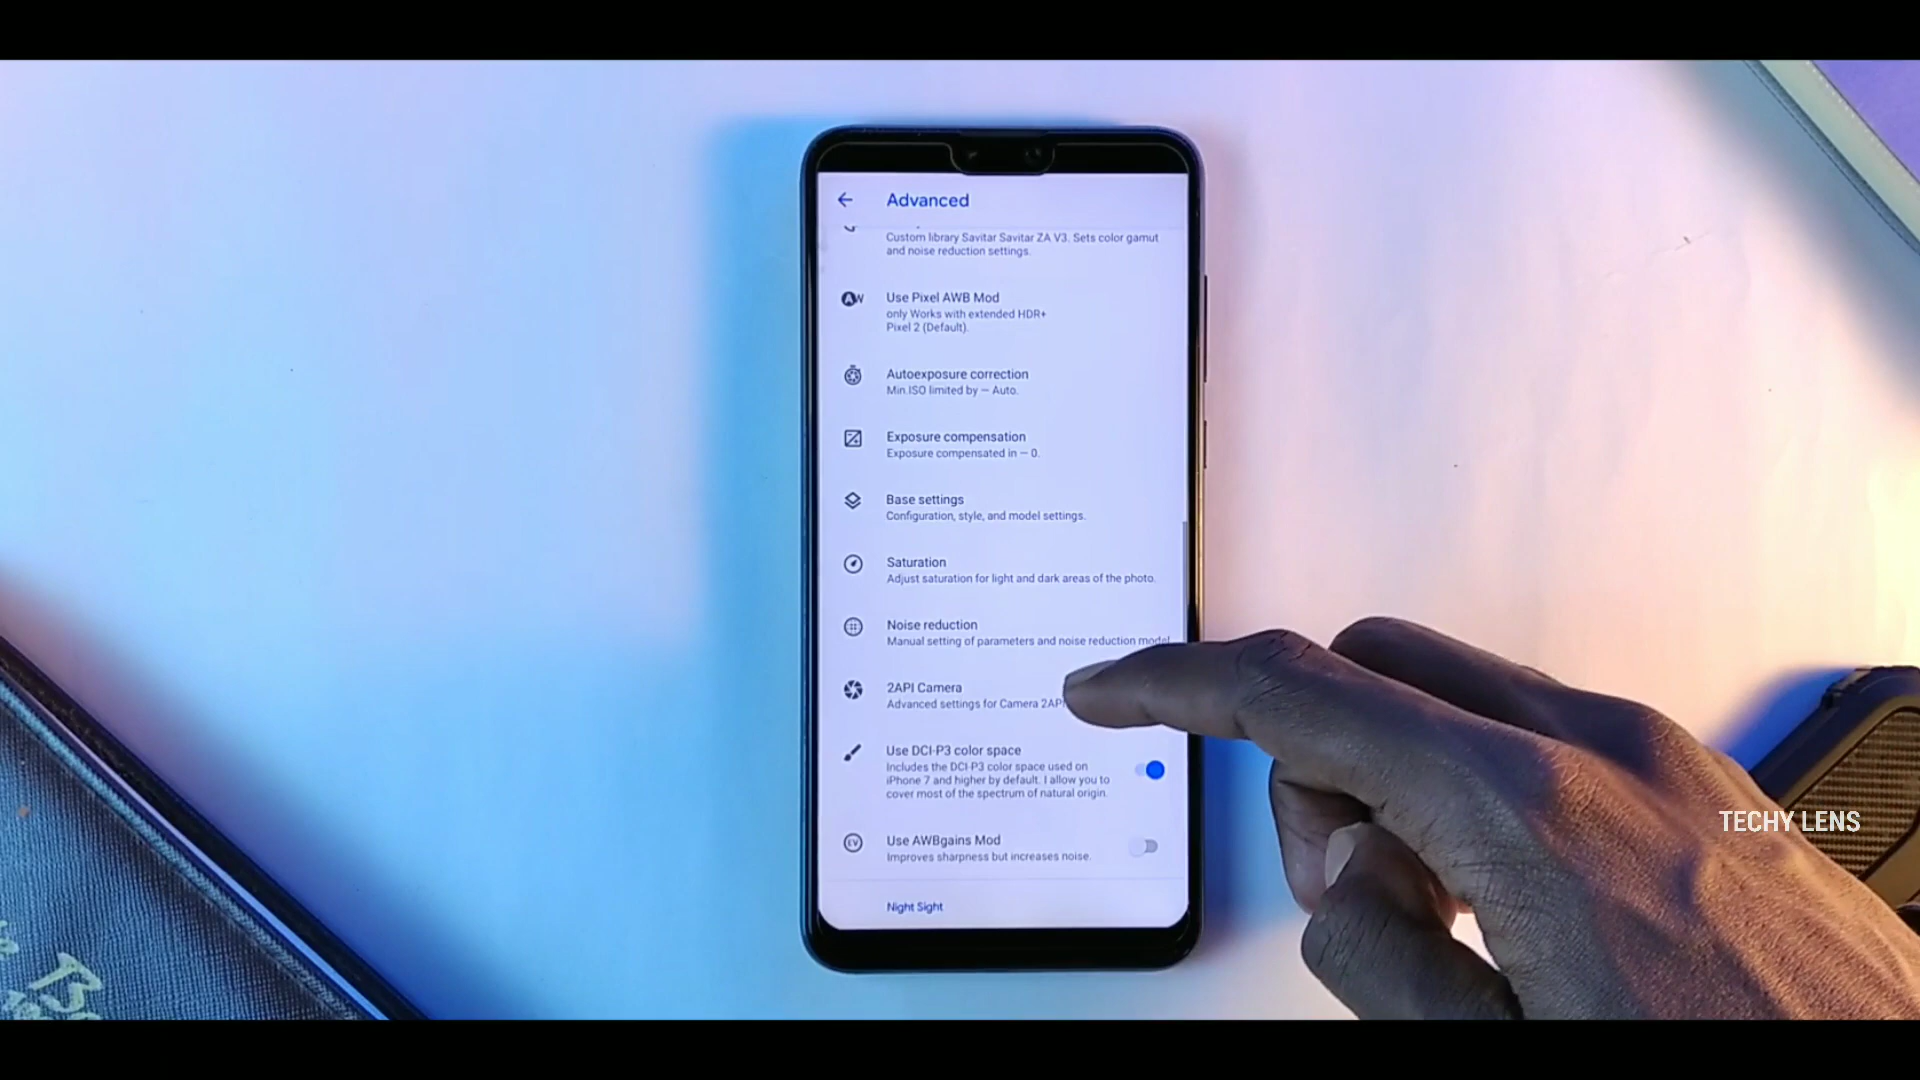 Advanced
Custom library Savitar Savitar ZA V3. Sets color gamut
and noise reduction settings.
AW
Use Pixel AWB Mod
only Works with extended HDR+
Pixel 2 (Default).
Autoexposure correction
Min.ISO limited by — Auto.
Exposure compensation
Exposure compensated in — 0.
Base settings
Configuration, style, and model settings.
Saturation
Adjust saturation for light and dark areas of the photo.
Noise reduction
Manual setting of parameters and noise reduction model
2API Camera
Advanced settings for Camera 2API
Use DCI-P3 color space
Includes the DCI-P3 color space used on
iPhone 7 and higher by default. I allow you to
cover most of the spectrum of natural origin.
EV
Use AWBgains Mod
Improves sharpness but increases noise.
Night Sight
TECHY LENS